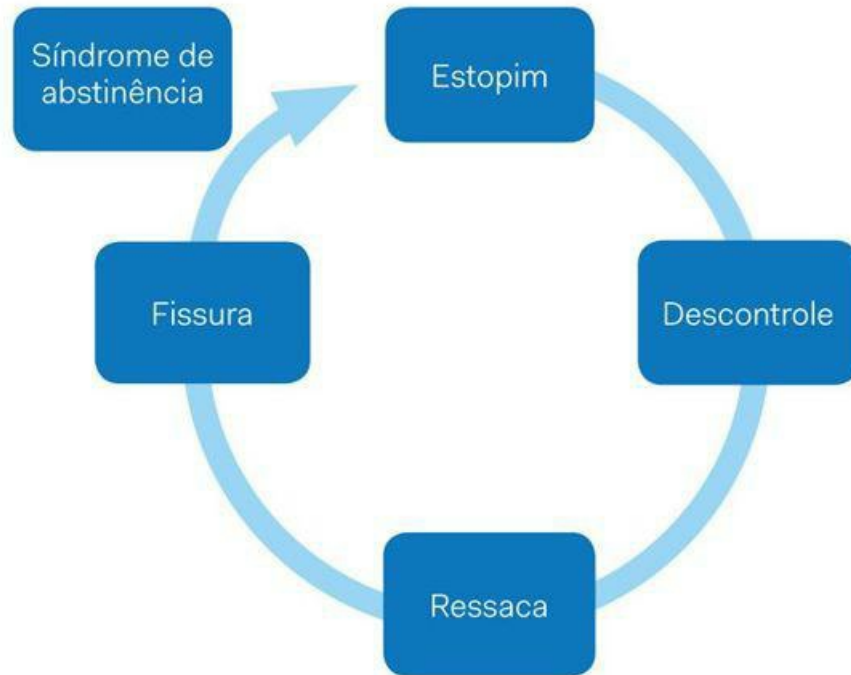 Síndrome de
abstinência
Estopim
Fissura
Descontrole
Ressaca